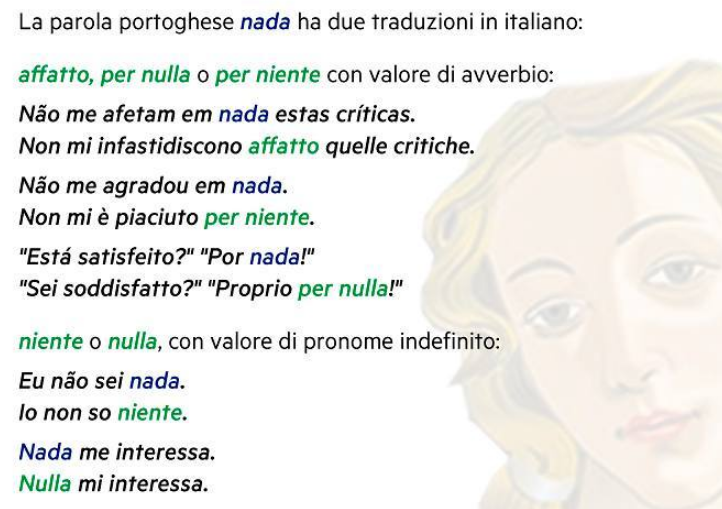 La parola portoghese nada ha due traduzioni in italiano:
affatto, per nulla o per niente con valore di avverbio:
Não me afetam em nada estas críticas.
Non mi infastidiscono affatto quelle critiche.
Não me agradou em nada.
Non mi è piaciuto per niente.
"Está satisfeito?" "Por nada!"
"Sei soddisfatto?" "Proprio per nulla!"
niente o nulla, con valore di pronome indefinito:
Eu não sei nada.
Io non so niente.
Nada me interessa.
Nulla mi interessa.